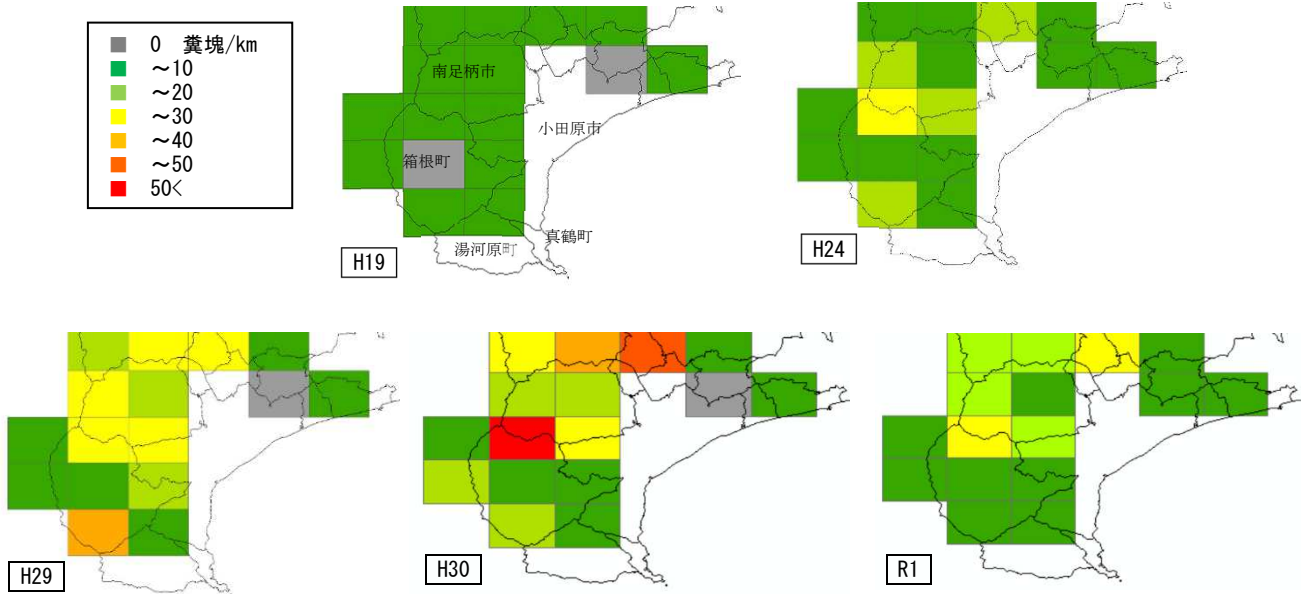 0 糞塊/km
～10
～20
～30
～40
～50
50<
南足柄市
小田原市
箱根町
真鶴町
湯河原町
H19
H24
H29
H30
R1